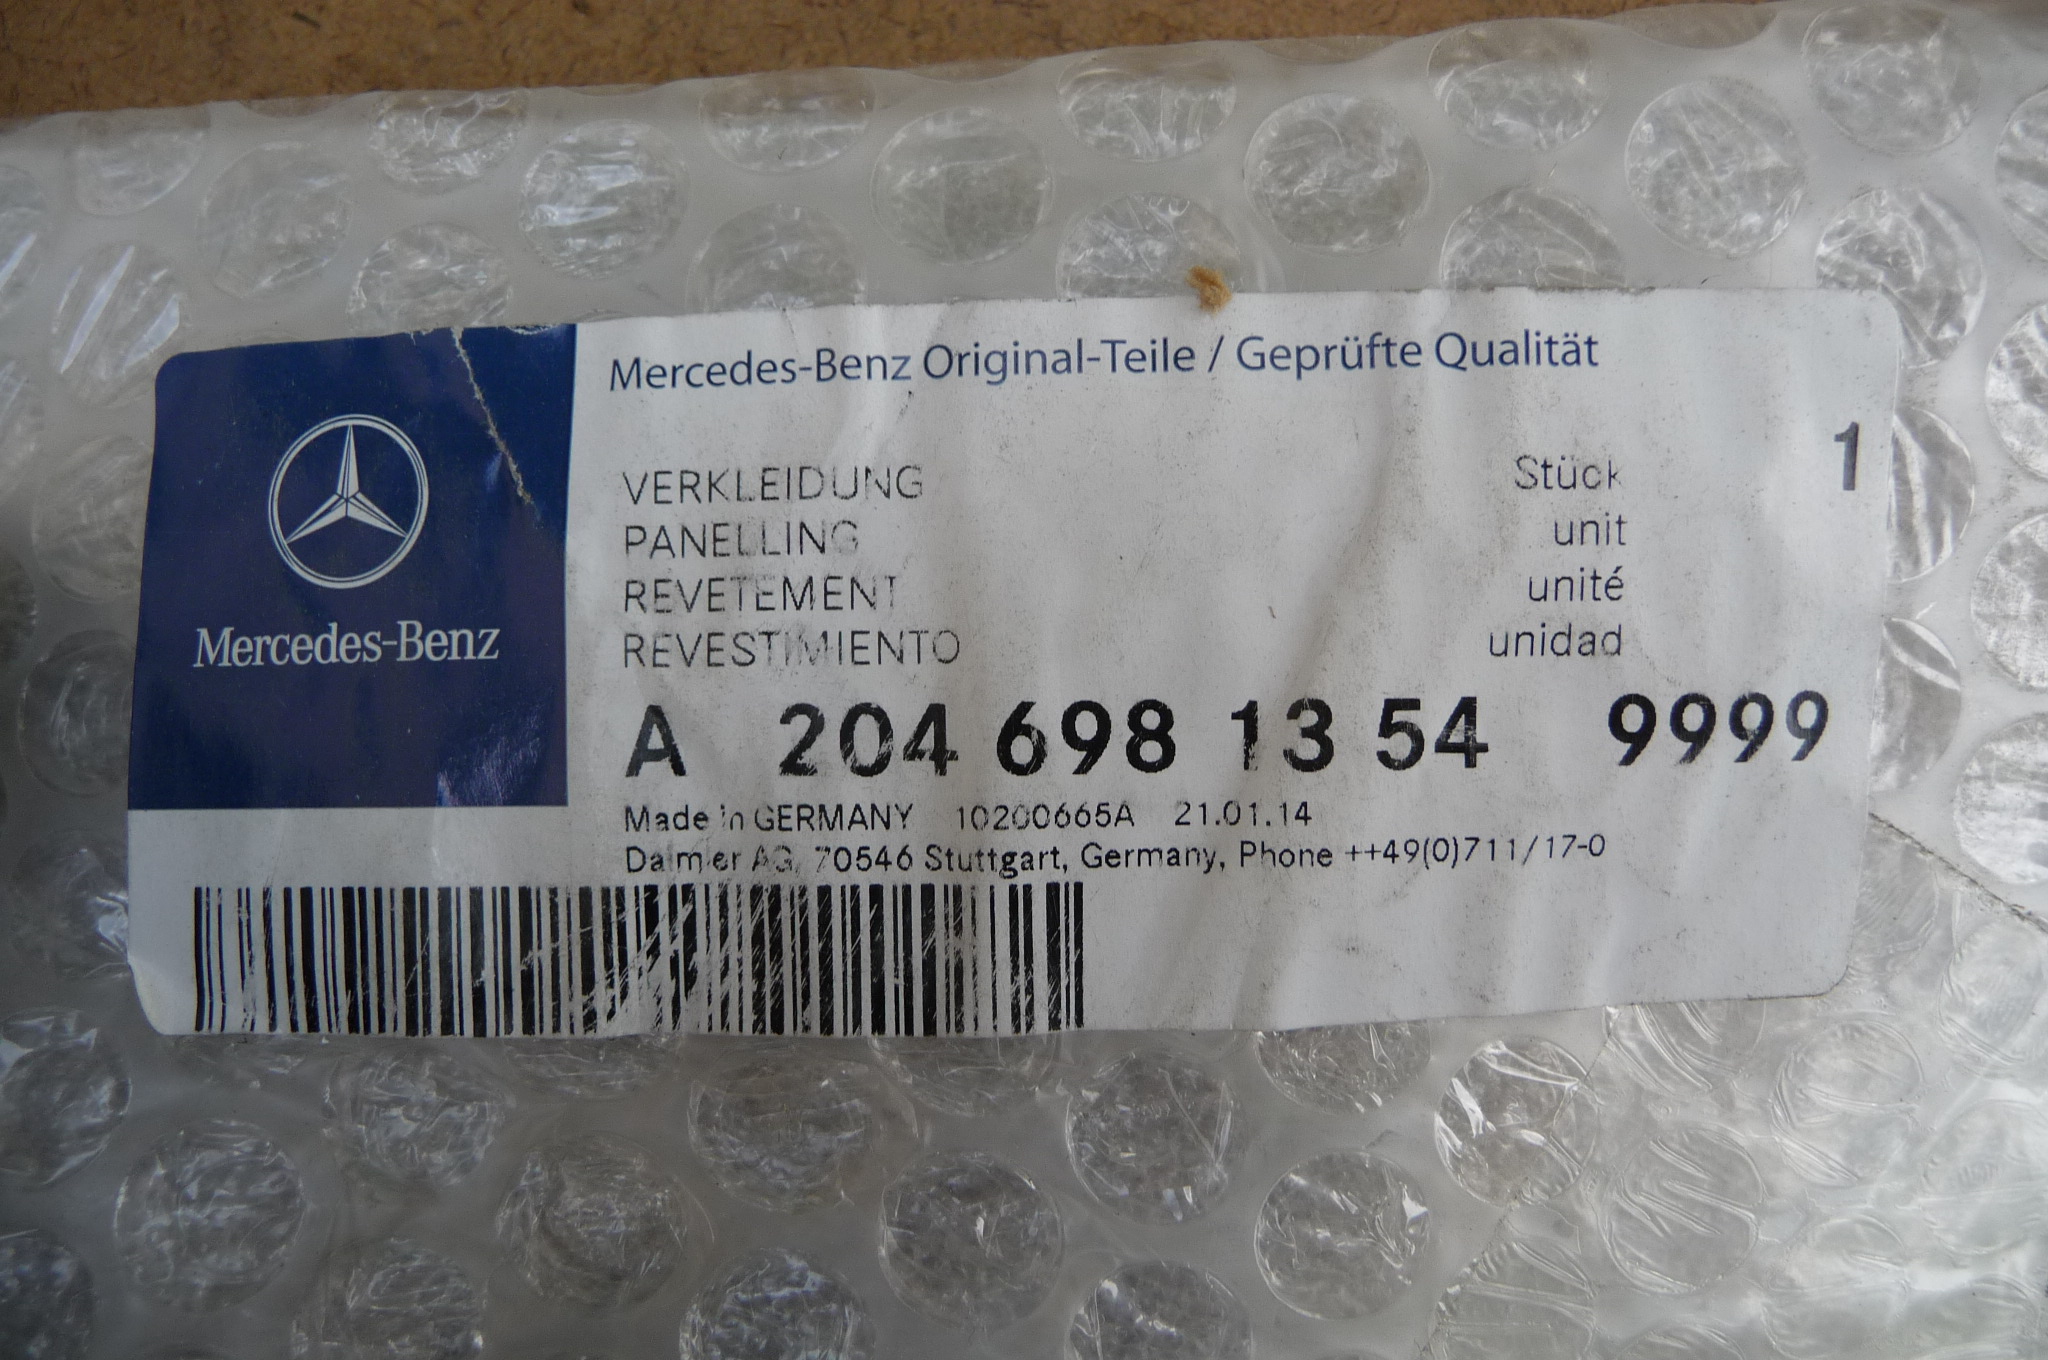 Mercedes-Benz Original-Teile / Geprüfte Qualität
Mercedes-Benz
VERKLEIDUNG Stück 1
PANELLING unit
REVETEMENT unité
REVESTIMIENTO unidad
A 204 698 13 54 9999
Made in GERMANY 10200665A 21.01.14
Daimler AG, 70546 Stuttgart, Germany, Phone ++49(0)711/17-0